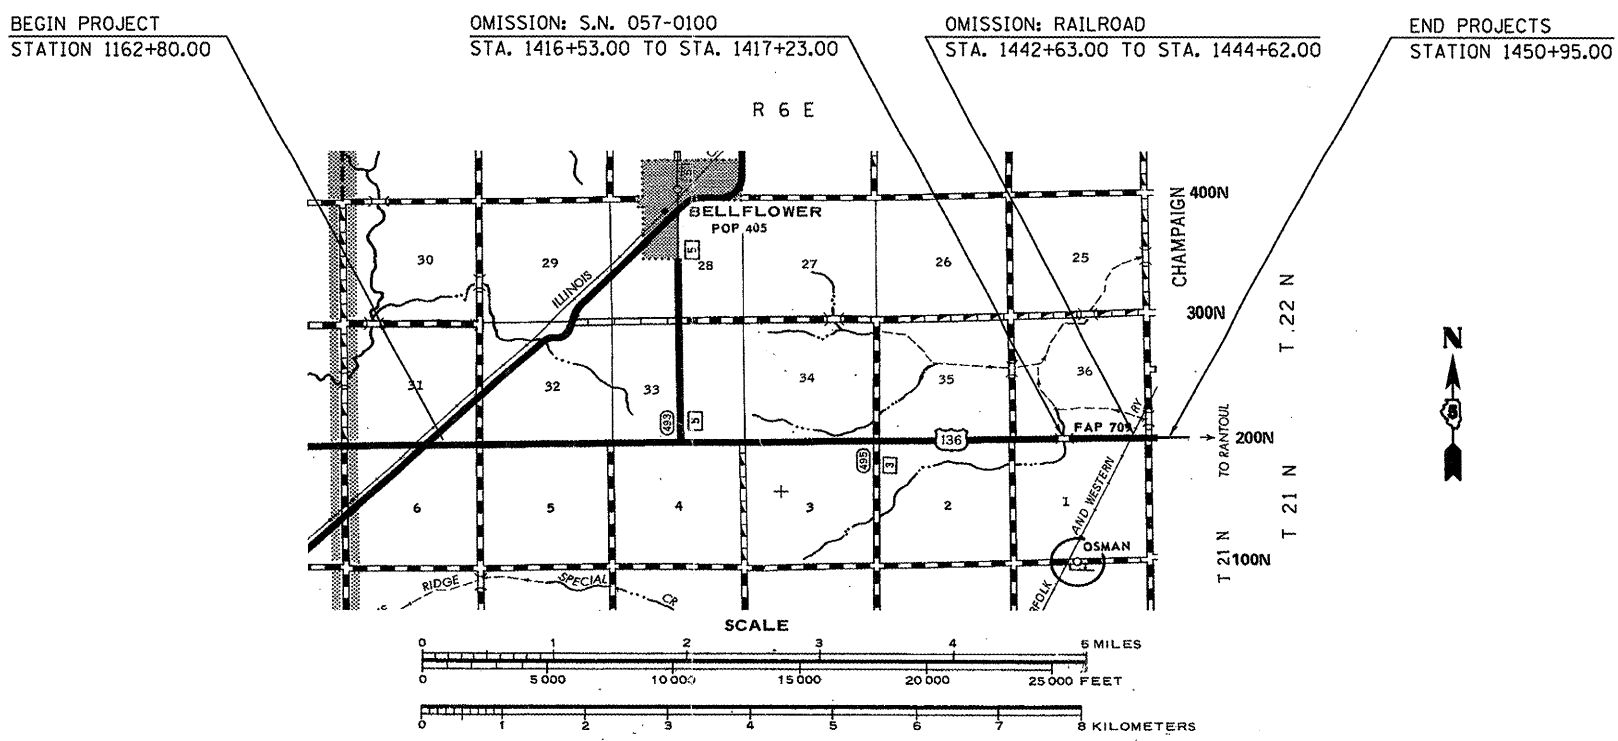 BEGIN PROJECT
STATION 1162+80.00
OMISSION: S.N. 057-0100
STA. 1416+53.00 TO STA. 1417+23.00
OMISSION: RAILROAD
STA. 1442+63.00 TO STA. 1444+62.00
END PROJECTS
STATION 1450+95.00
R 6 E
400N
CHAMPAIGN
BELLFLOWER
POP 405
30
29
28
27
26
25
5
ILLINOIS
300N
T 22 N
N
31
32
33
34
35
36
493
5
136
FAP 709
RY
TO RANTOUL
200N
5
495
3
6
5
4
3
2
1
AND WESTERN
T 21 N
OSMAN
T 21 N
100N
RIDGE
SPECIAL
CR
SCALE
0 1 2 3 4 5 MILES
0 5000 10000 15000 20000 25000 FEET
0 1 2 3 4 5 6 7 8 KILOMETERS